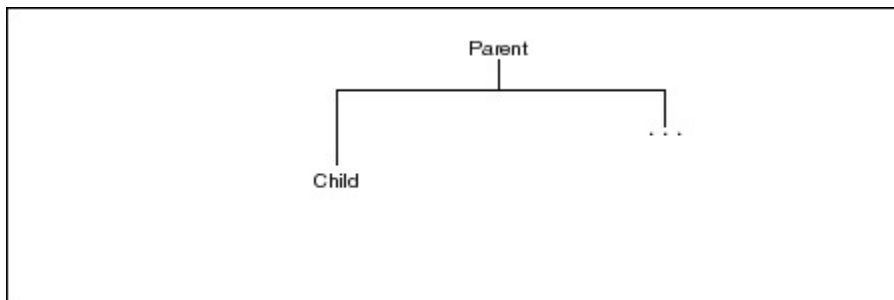 Parent
. . .
Child